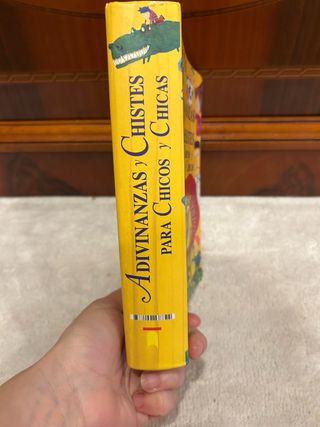 ADIVINANZAS y CHISTES
PARA CHICOS y CHICAS